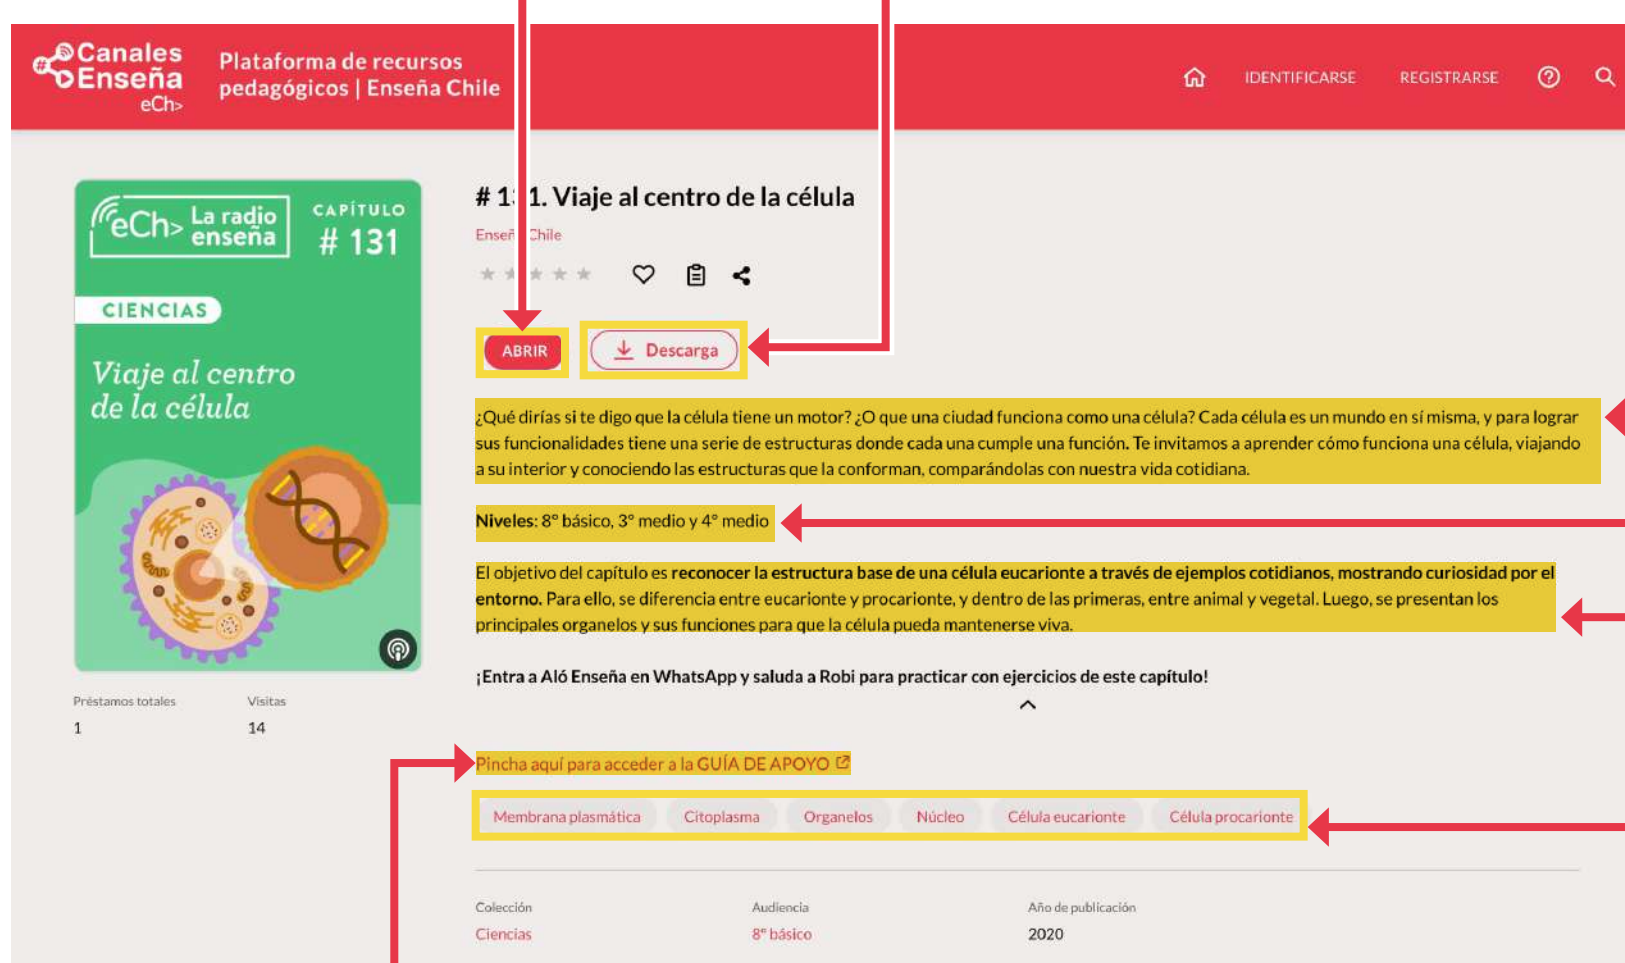 Canales
Enseña
eCh>
Plataforma de recursos
pedagógicos | Enseña Chile
IDENTIFICARSE
REGISTRARSE
eCh> La radio
enseña
CAPÍTULO
# 131
CIENCIAS
Viaje al centro
de la célula
Préstamos totales
1
Visitas
14
# 131. Viaje al centro de la célula
Enseña Chile
ABRIR
Descarga
¿Qué dirías si te digo que la célula tiene un motor? ¿O que una ciudad funciona como una célula? Cada célula es un mundo en sí misma, y para lograr
sus funcionalidades tiene una serie de estructuras donde cada una cumple una función. Te invitamos a aprender cómo funciona una célula, viajando
a su interior y conociendo las estructuras que la conforman, comparándolas con nuestra vida cotidiana.
Niveles: 8° básico, 3° medio y 4° medio
El objetivo del capítulo es reconocer la estructura base de una célula eucarionte a través de ejemplos cotidianos, mostrando curiosidad por el
entorno. Para ello, se diferencia entre eucarionte y procarionte, y dentro de las primeras, entre animal y vegetal. Luego, se presentan los
principales organelos y sus funciones para que la célula pueda mantenerse viva.
¡Entra a Aló Enseña en WhatsApp y saluda a Robi para practicar con ejercicios de este capítulo!
Pincha aquí para acceder a la GUÍA DE APOYO
Membrana plasmática
Citoplasma
Organelos
Núcleo
Célula eucarionte
Célula procarionte
Colección
Ciencias
Audiencia
8° básico
Año de publicación
2020